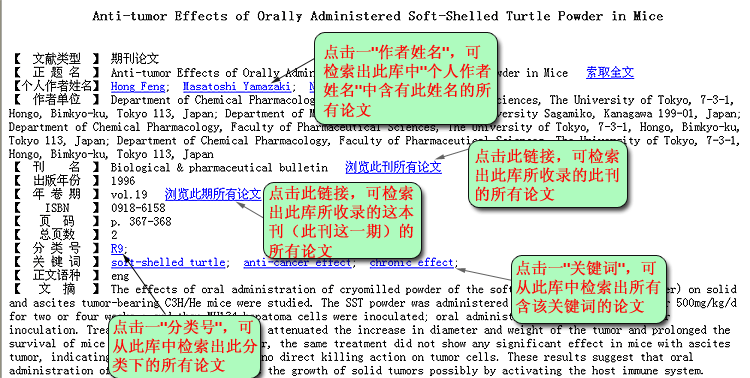 Anti-tumor Effects of Orally Administered Soft-Shelled Turtle Powder in Mice
【 文献类型 】 期刊论文
【 正 题 名 】 Anti-tumor Effects of Orally Admin wder in Mice 索取全文
【个人作者姓名】 Hong Feng; Masatoshi Yamazaki; N
【 作者单位 】 Department of Chemical Pharmacolog iences, The University of Tokyo, 7-3-1,
Hongo, Bimkyo-ku, Tokyo 113, Japan; Department of M versity Sagamiko, Kanagawa 199-01, Japan;
Department of Chemical Pharmacology, Faculty of Pharmaceutical Sciences, The University of Tokyo, 7-3-1, Hongo, Bimkyo-ku,
Tokyo 113, Japan; Department of Chemical Pharmacology, Faculty of Pharmaceutical Sciences, The University of Tokyo, 7-3-1,
Hongo, Bimkyo-ku, Tokyo 113, Japan
【 刊 名 】 Biological & pharmaceutical bulletin 浏览此刊所有论文
【 出版年份 】 1996
【 年 卷 期 】 vol.19 浏览此期所有论文
【 ISBN 】 0918-6158
【 页 码 】 p. 367-368
【 总页数 】 2
【 分 类 号 】 R9;
【 关 键 词 】 soft-shelled turtle; anti-cancer effect; chronic effect;
【 正文语种 】 eng
【 文 摘 】 The effects of oral administration of cryomilled powder of the soft er) on solid
and ascites tumor-bearing C3H/He mice were studied. The SST powder was administered r 500mg/kg/d
for two or four we patoma cells were inoculated; oral adminis r
inoculation. Trea attenuated the increase in diameter and weight of the tumor and prolonged the
survival of mice r, the same treatment did not show any significant effect in mice with ascites
tumor, indicating no direct killing action on tumor cells. These results suggest that oral
administration of the growth of solid tumors possibly by activating the host immune system.
点击一"作者姓名"，可
检索出此库中"个人作者
姓名"中含有此姓名的所
有论文
点击此链接，可检索
出此库所收录的此刊
的所有论文
点击此链接，可检索
出此库所收录的这本
刊（此刊这一期）的
所有论文
点击一"关键词"，可
从此库中检索出所有
含该关键词的论文
点击一"分类号"，可
从此库中检索出此分
类下的所有论文